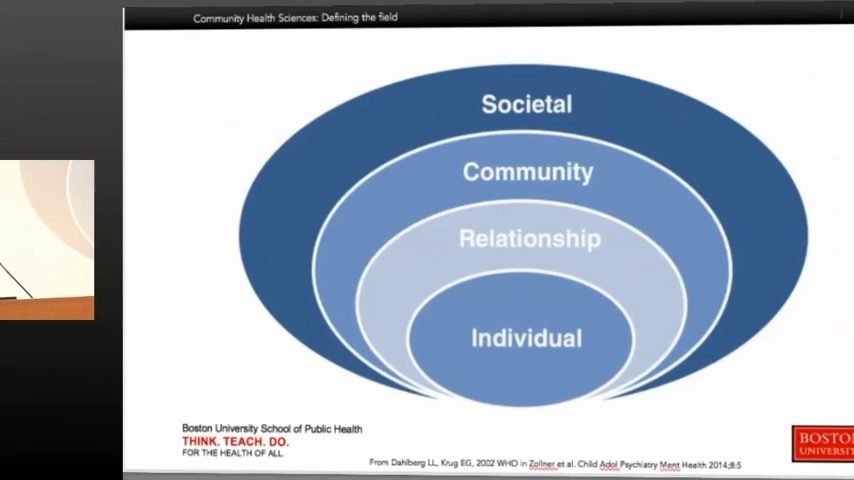 Community Health Sciences: Defining the field
Societal
Community
Relationship
Individual
Boston University School of Public Health
THINK. TEACH. DO.
FOR THE HEALTH OF ALL.
BOSTO
UNIVERSIT
From Dahlberg LL, Krug EG, 2002 WHO in Zollner et al. Child Adol Psychiatry Ment Health 2014;8:5